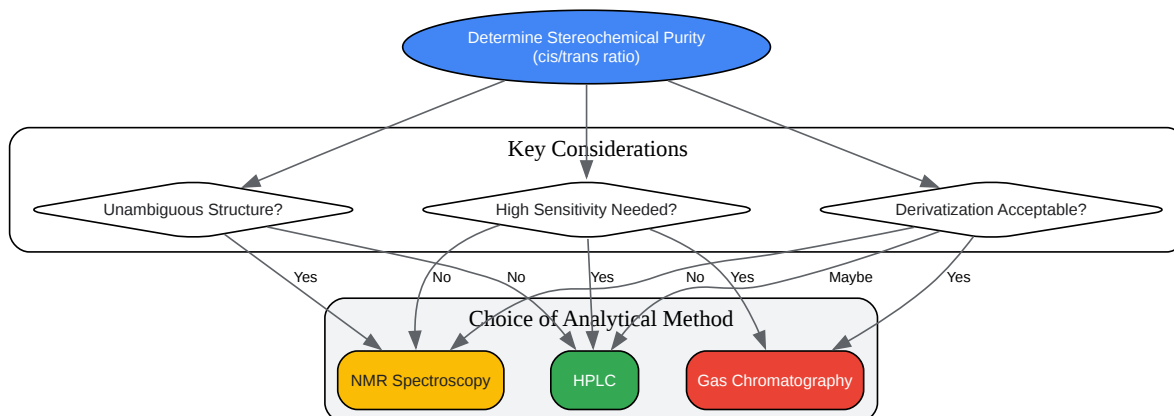 Determine Stereochemical Purity
(cis/trans ratio)
Key Considerations
Unambiguous Structure?
High Sensitivity Needed?
Derivatization Acceptable?
Yes
No
No
Yes
Yes
No
Maybe
Yes
Choice of Analytical Method
NMR Spectroscopy
HPLC
Gas Chromatography